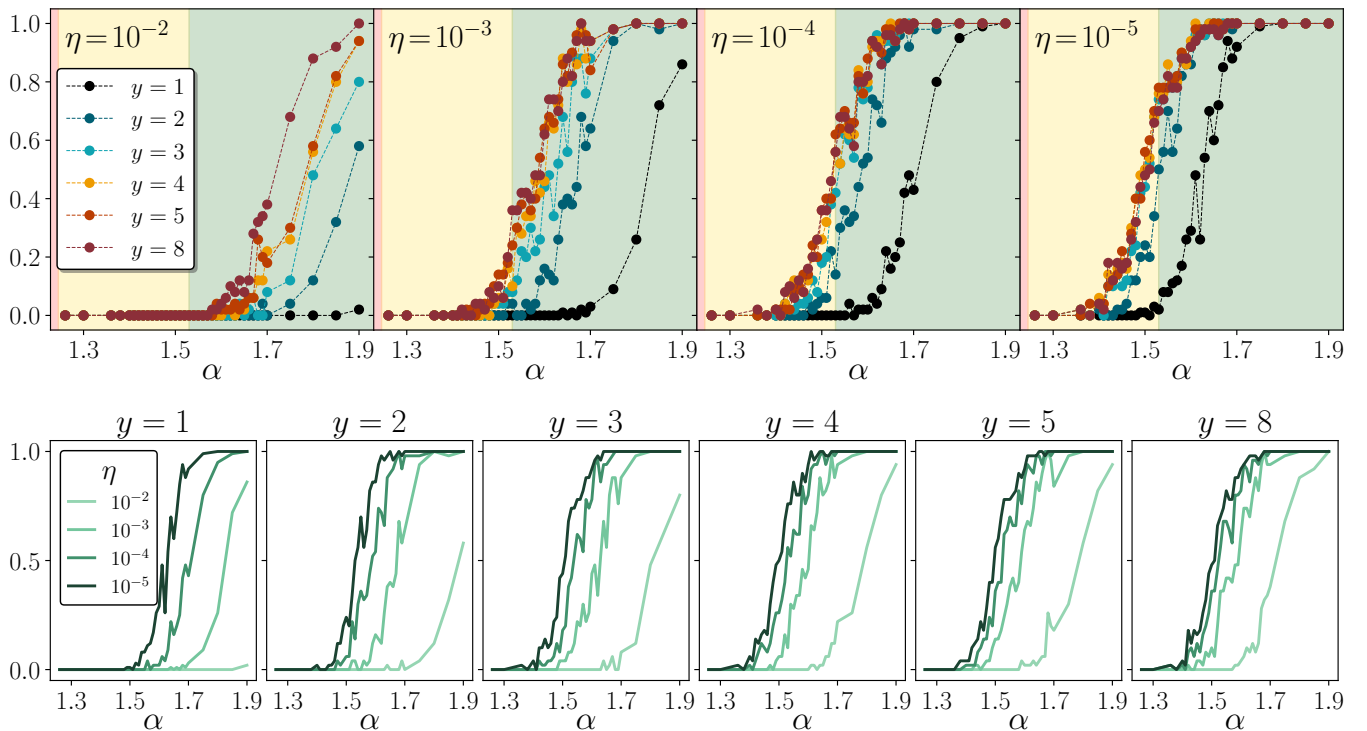 1.0
0.8
0.6
0.4
0.2
0.0
η = 10⁻²
η = 10⁻³
η = 10⁻⁴
η = 10⁻⁵
y = 1
y = 2
y = 3
y = 4
y = 5
y = 8
1.3 1.5 1.7 1.9
1.3 1.5 1.7 1.9
1.3 1.5 1.7 1.9
1.3 1.5 1.7 1.9
α α α α
y = 1
y = 2
y = 3
y = 4
y = 5
y = 8
1.0
0.5
0.0
η
10⁻²
10⁻³
10⁻⁴
10⁻⁵
1.3 1.5 1.7 1.9
1.3 1.5 1.7 1.9
1.3 1.5 1.7 1.9
1.3 1.5 1.7 1.9
1.3 1.5 1.7 1.9
1.3 1.5 1.7 1.9
α α α α α α